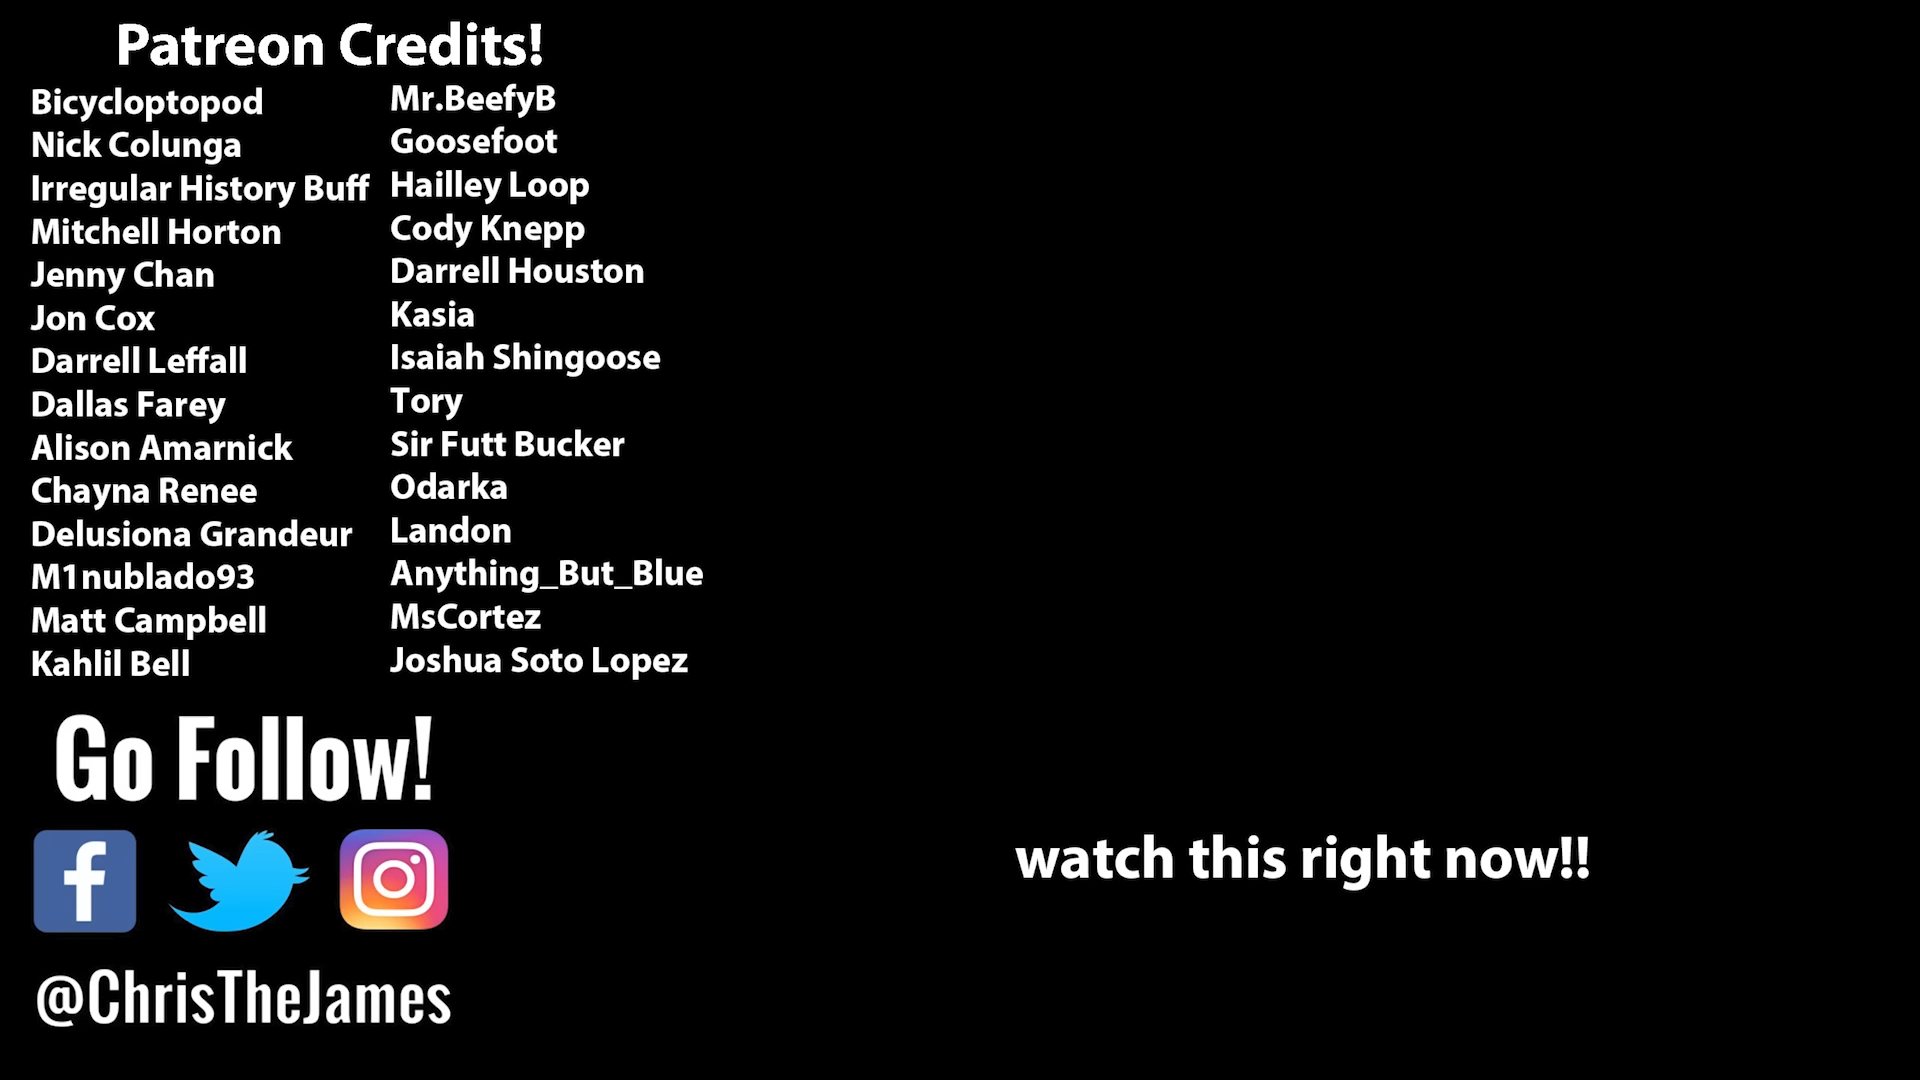 Patreon Credits!
Bicycloptopod
Nick Colunga
Irregular History Buff
Mitchell Horton
Jenny Chan
Jon Cox
Darrell Leffall
Dallas Farey
Alison Amarnick
Chayna Renee
Delusiona Grandeur
M1nublado93
Matt Campbell
Kahlil Bell
Mr.BeefyB
Goosefoot
Hailley Loop
Cody Knepp
Darrell Houston
Kasia
Isaiah Shingoose
Tory
Sir Futt Bucker
Odarka
Landon
Anything_But_Blue
MsCortez
Joshua Soto Lopez
Go Follow!
@ChrisTheJames
watch this right now!!